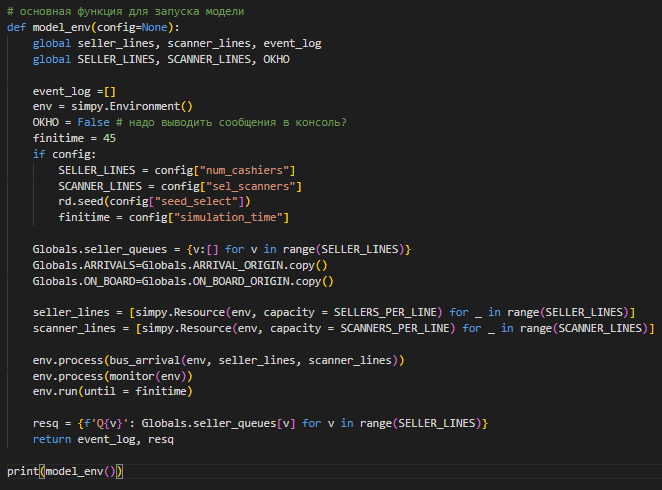 # основная функция для запуска модели
def model_env(config=None):
    global seller_lines, scanner_lines, event_log
    global SELLER_LINES, SCANNER_LINES, OKHO

    event_log =[]
    env = simpy.Environment()
    OKHO = False # надо выводить сообщения в консоль?
    finitime = 45
    if config:
        SELLER_LINES = config["num_cashiers"]
        SCANNER_LINES = config["sel_scanners"]
        rd.seed(config["seed_select"])
        finitime = config["simulation_time"]

    Globals.seller_queues = {v:[] for v in range(SELLER_LINES)}
    Globals.ARRIVALS=Globals.ARRIVAL_ORIGIN.copy()
    Globals.ON_BOARD=Globals.ON_BOARD_ORIGIN.copy()

    seller_lines = [simpy.Resource(env, capacity = SELLERS_PER_LINE) for _ in range(SELLER_LINES)]
    scanner_lines = [simpy.Resource(env, capacity = SCANNERS_PER_LINE) for _ in range(SCANNER_LINES)]

    env.process(bus_arrival(env, seller_lines, scanner_lines))
    env.process(monitor(env))
    env.run(until = finitime)

    resq = {f'Q{v}': Globals.seller_queues[v] for v in range(SELLER_LINES)}
    return event_log, resq

print(model_env())